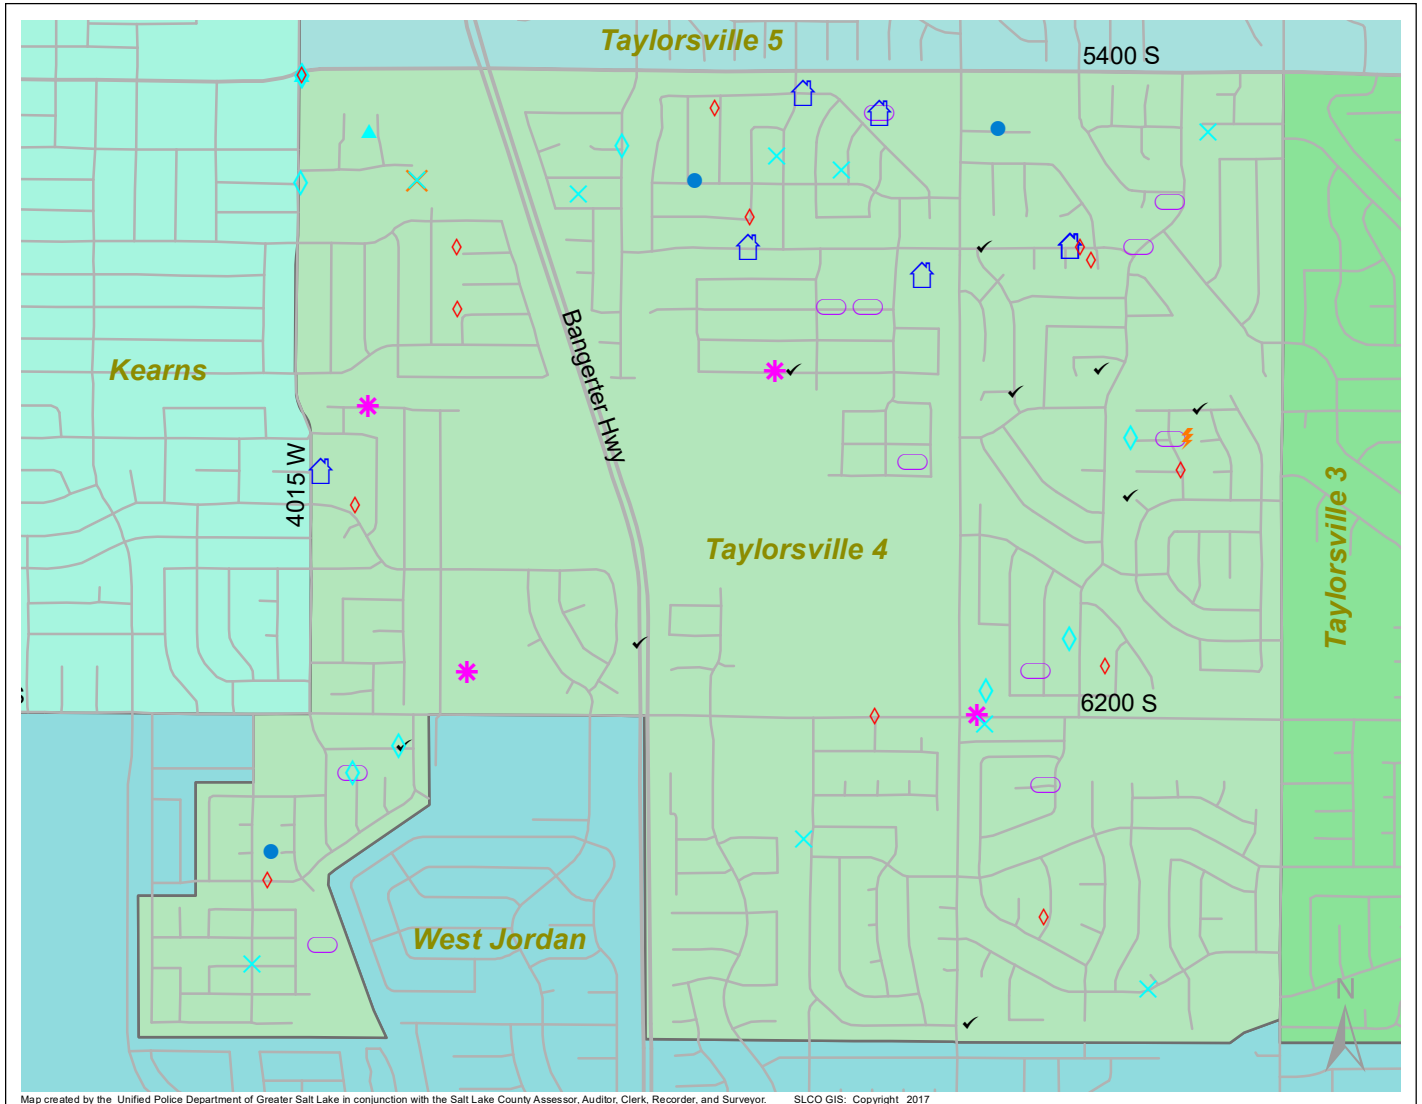 Taylorsville 5
5400 S
Bangerter Hwy
Kearns
4015 W
Taylorsville 4
Taylorsville 3
6200 S
West Jordan
N
Map created by the Unified Police Department of Greater Salt Lake in conjunction with the Salt Lake County Assessor, Auditor, Clerk, Recorder, and Surveyor. SLCO GIS: Copyright 2017